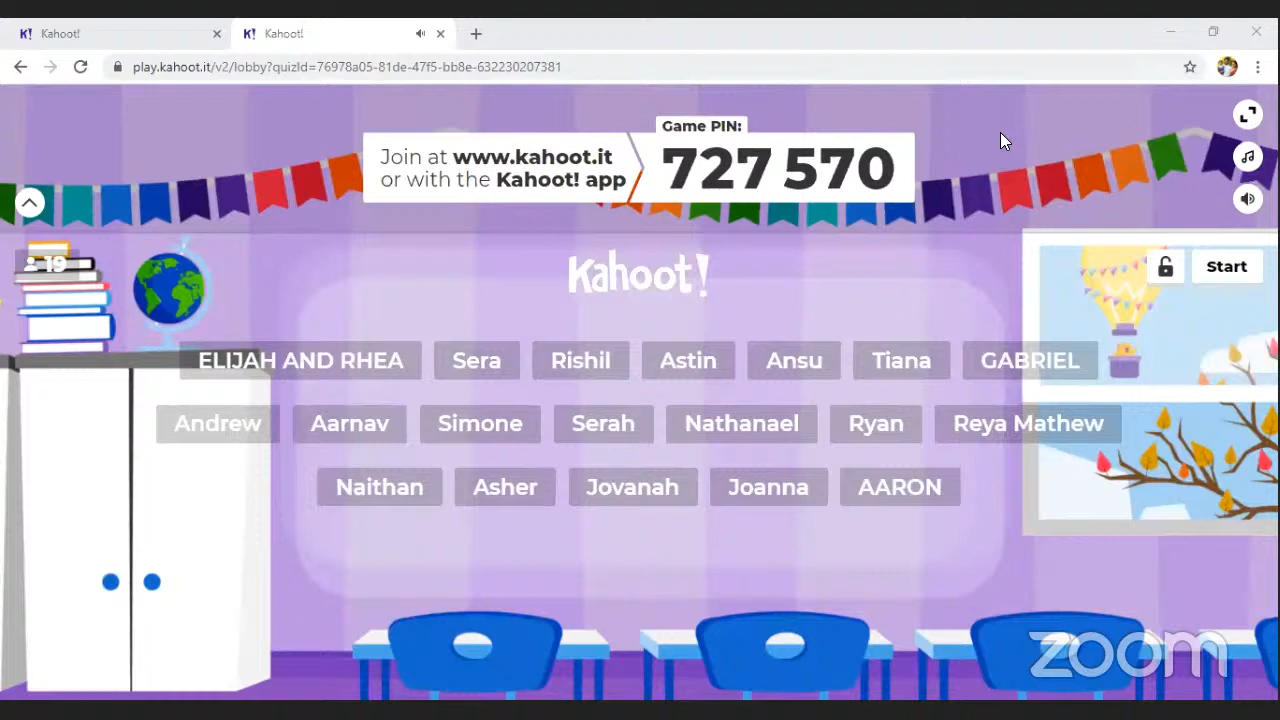 Kahoot!
Kahoot!
play.kahoot.it/v2/lobby?quizId=76978a05-81de-47f5-bb8e-632230207381
Game PIN:
Join at www.kahoot.it
or with the Kahoot! app
727 570
19
Kahoot!
Start
ELIJAH AND RHEA Sera Rishil Astin Ansu Tiana GABRIEL
Andrew Aarnav Simone Serah Nathanael Ryan Reya Mathew
Naithan Asher Jovanah Joanna AARON
zoom